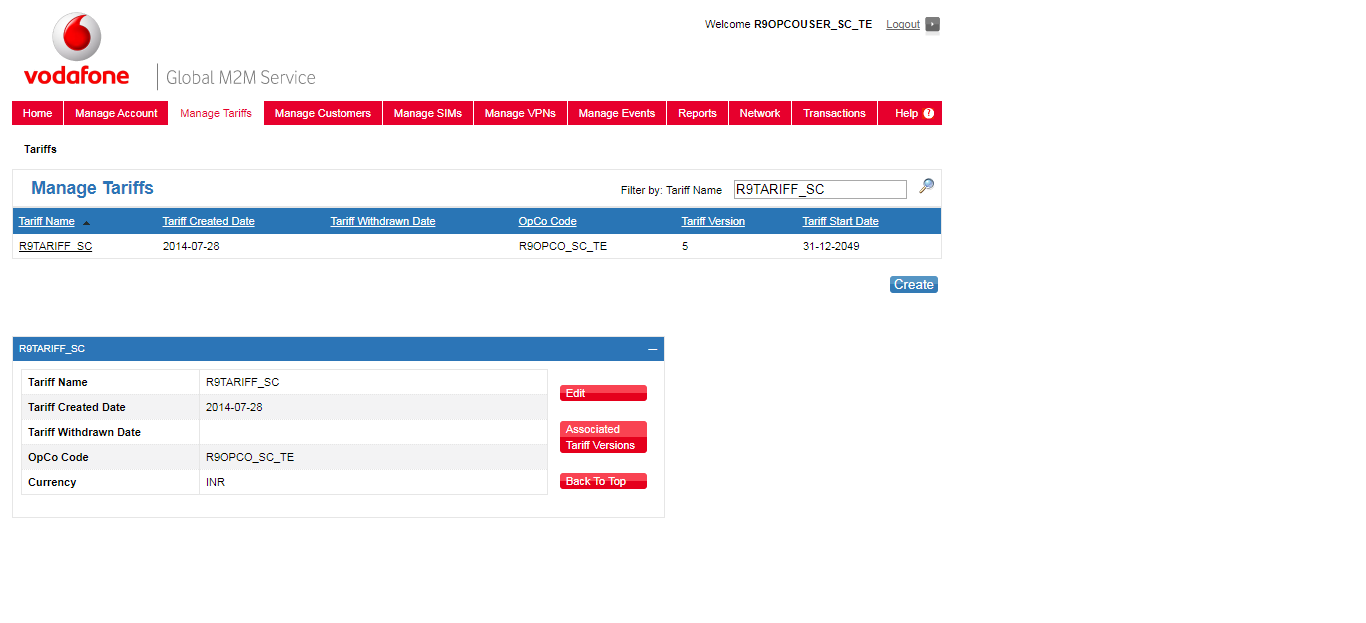 Welcome R9OPCOUSER_SC_TE Logout
vodafone
Global M2M Service
Home Manage Account Manage Tariffs Manage Customers Manage SIMs Manage VPNs Manage Events Reports Network Transactions Help ?
Tariffs
Manage Tariffs Filter by: Tariff Name R9TARIFF_SC
Tariff Name Tariff Created Date Tariff Withdrawn Date OpCo Code Tariff Version Tariff Start Date
R9TARIFF_SC 2014-07-28 R9OPCO_SC_TE 5 31-12-2049
Create
R9TARIFF_SC
Tariff Name R9TARIFF_SC
Edit
Tariff Created Date 2014-07-28
Tariff Withdrawn Date
Associated
Tariff Versions
OpCo Code R9OPCO_SC_TE
Currency INR
Back To Top